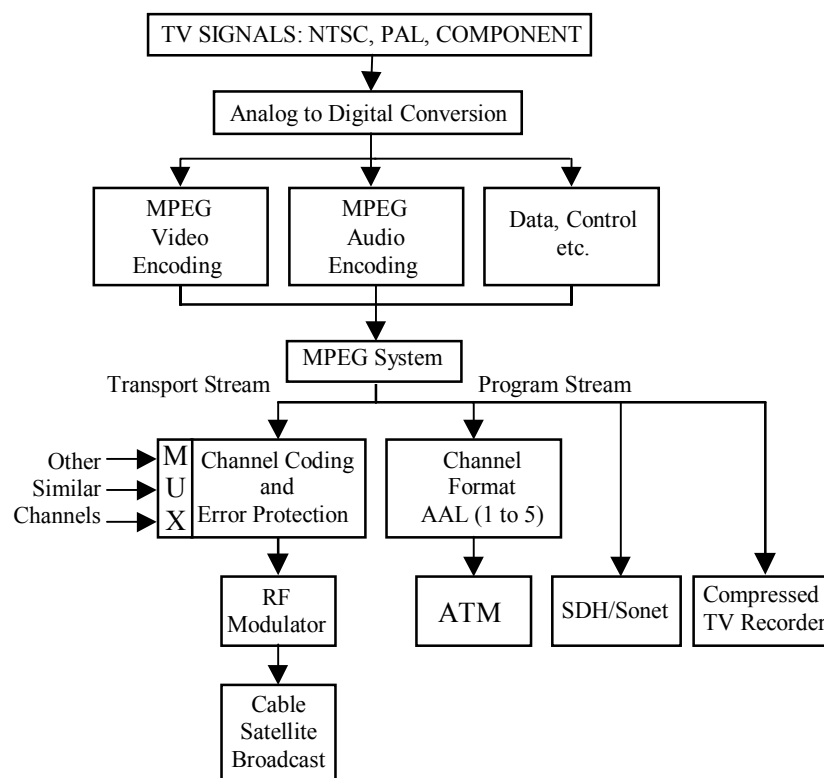 TV SIGNALS: NTSC, PAL, COMPONENT
Analog to Digital Conversion
MPEG
Video
Encoding
MPEG
Audio
Encoding
Data, Control
etc.
MPEG System
Transport Stream
Program Stream
Other
Similar
Channels
M
U
X
Channel Coding
and
Error Protection
Channel
Format
AAL (1 to 5)
RF
Modulator
ATM
SDH/Sonet
Compressed
TV Recorder
Cable
Satellite
Broadcast